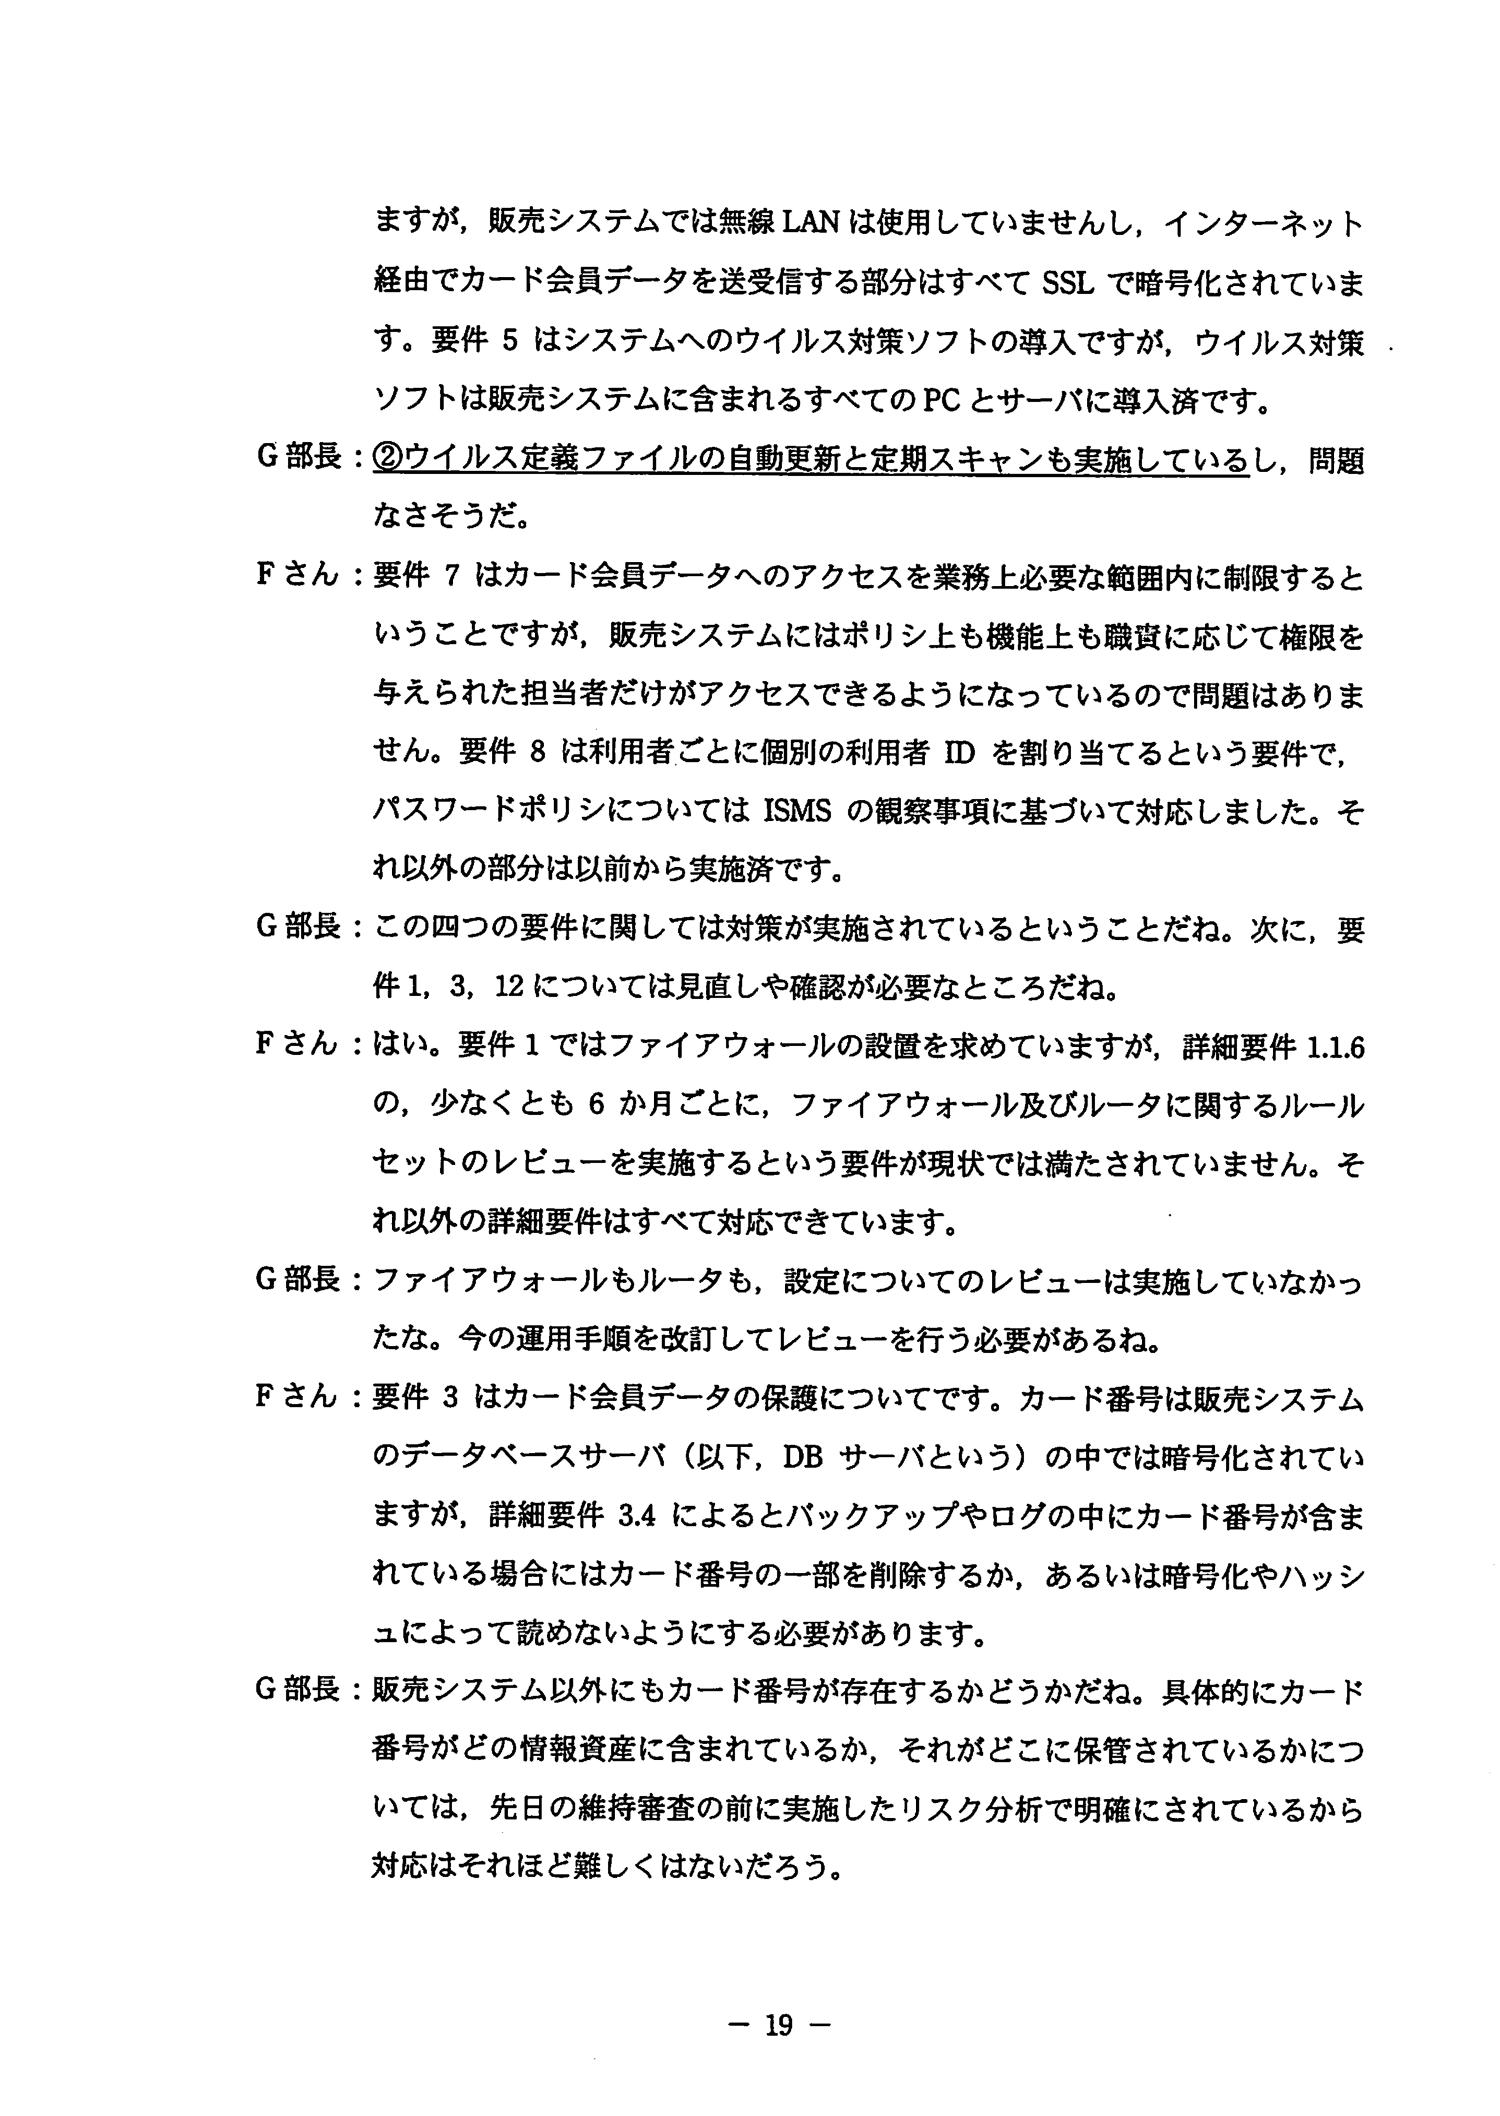 ますが，販売システムでは無線 LAN は使用していませんし，インターネット
経由でカード会員データを送受信する部分はすべて SSL で暗号化されていま
す。要件 5 はシステムへのウイルス対策ソフトの導入ですが，ウイルス対策
ソフトは販売システムに含まれるすべての PC とサーバに導入済です。
G 部長：②ウイルス定義ファイルの自動更新と定期スキャンも実施しているし，問題
なさそうだ。
F さん：要件 7 はカード会員データへのアクセスを業務上必要な範囲内に制限すると
いうことですが，販売システムにはポリシ上も機能上も職責に応じて権限を
与えられた担当者だけがアクセスできるようになっているので問題はありま
せん。要件 8 は利用者ごとに個別の利用者 ID を割り当てるという要件で，
パスワードポリシについては ISMS の観察事項に基づいて対応しました。そ
れ以外の部分は以前から実施済です。
G 部長：この四つの要件に関しては対策が実施されているということだね。次に，要
件 1，3，12 については見直しや確認が必要なところだね。
F さん：はい。要件 1 ではファイアウォールの設置を求めていますが，詳細要件 1.1.6
の，少なくとも 6 か月ごとに，ファイアウォール及びルータに関するルール
セットのレビューを実施するという要件が現状では満たされていません。そ
れ以外の詳細要件はすべて対応できています。
G 部長：ファイアウォールもルータも，設定についてのレビューは実施していなかっ
たな。今の運用手順を改訂してレビューを行う必要があるね。
F さん：要件 3 はカード会員データの保護についてです。カード番号は販売システム
のデータベースサーバ（以下，DB サーバという）の中では暗号化されてい
ますが，詳細要件 3.4 によるとバックアップやログの中にカード番号が含ま
れている場合にはカード番号の一部を削除するか，あるいは暗号化やハッシ
ュによって読めないようにする必要があります。
G 部長：販売システム以外にもカード番号が存在するかどうかだね。具体的にカード
番号がどの情報資産に含まれているか，それがどこに保管されているかにつ
いては，先日の維持審査の前に実施したリスク分析で明確にされているから
対応はそれほど難しくはないだろう。
－ 19 －